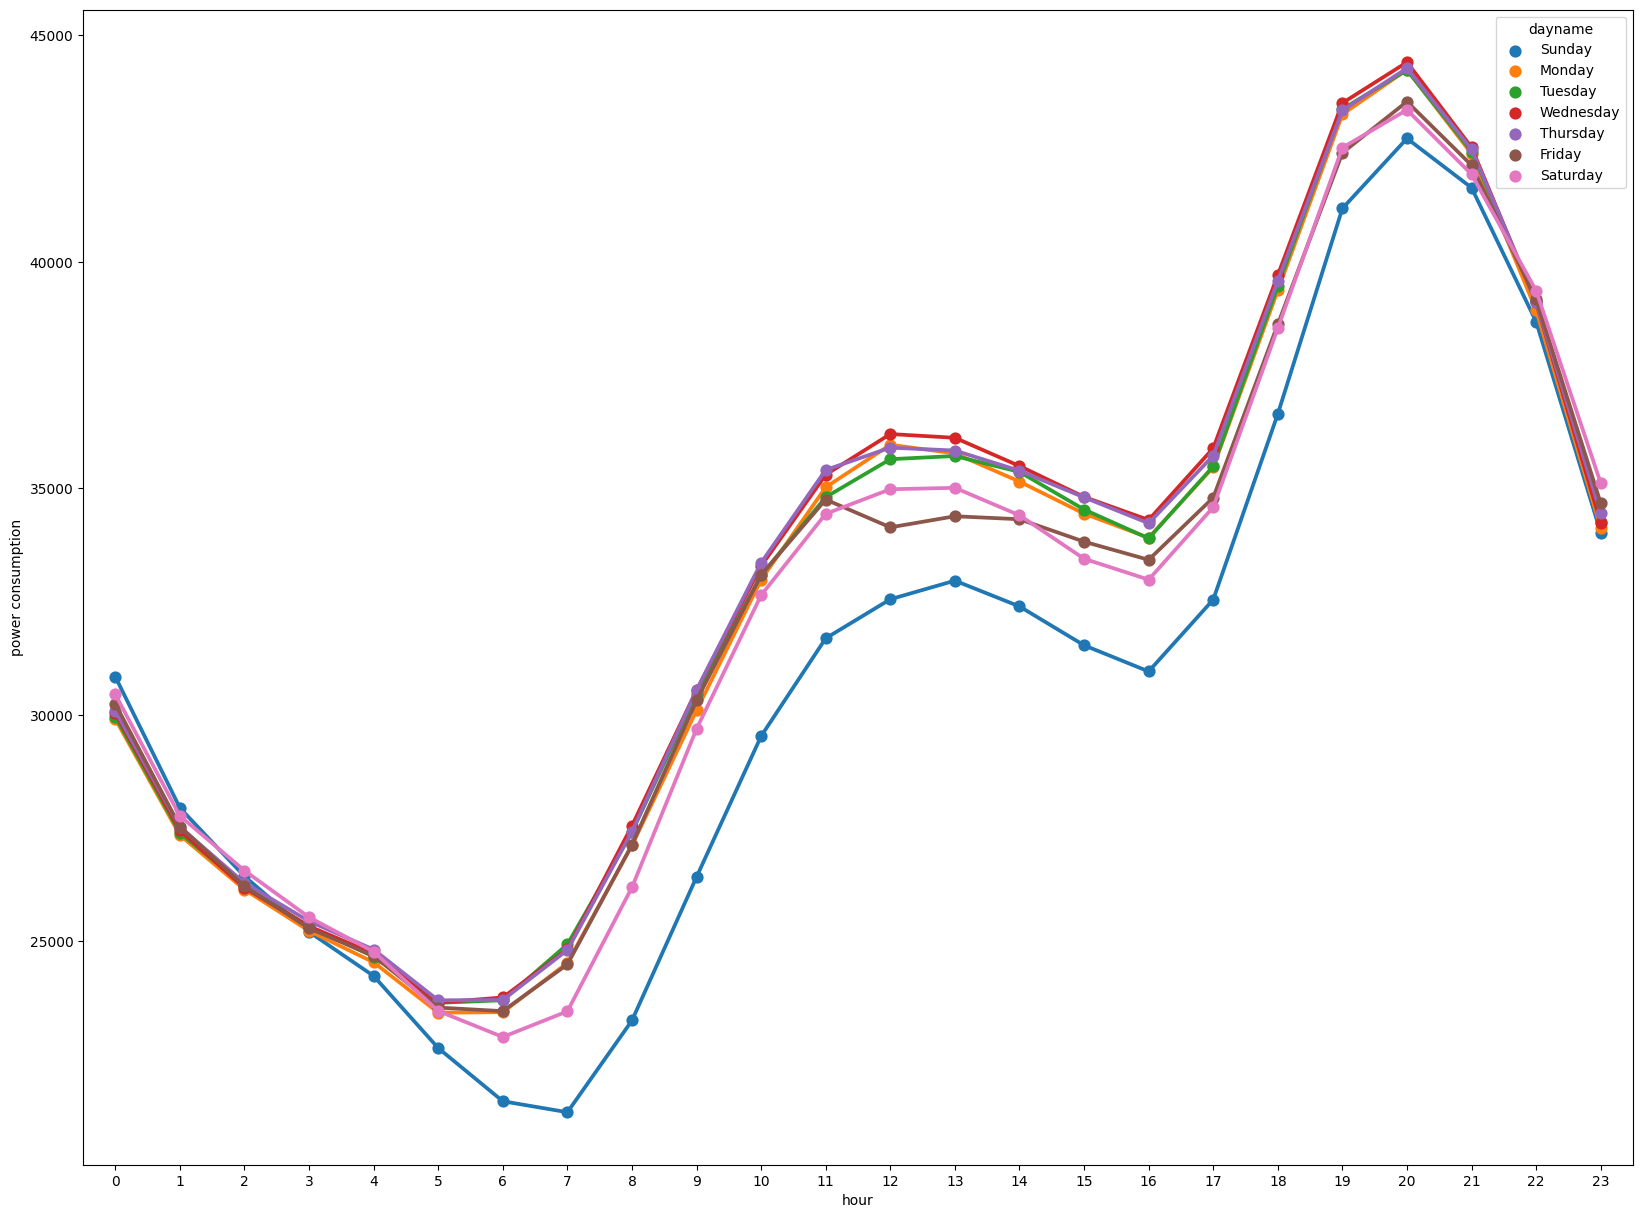 45000
40000
35000
30000
25000
power consumption
0 1 2 3 4 5 6 7 8 9 10 11 12 13 14 15 16 17 18 19 20 21 22 23
hour
dayname
Sunday
Monday
Tuesday
Wednesday
Thursday
Friday
Saturday